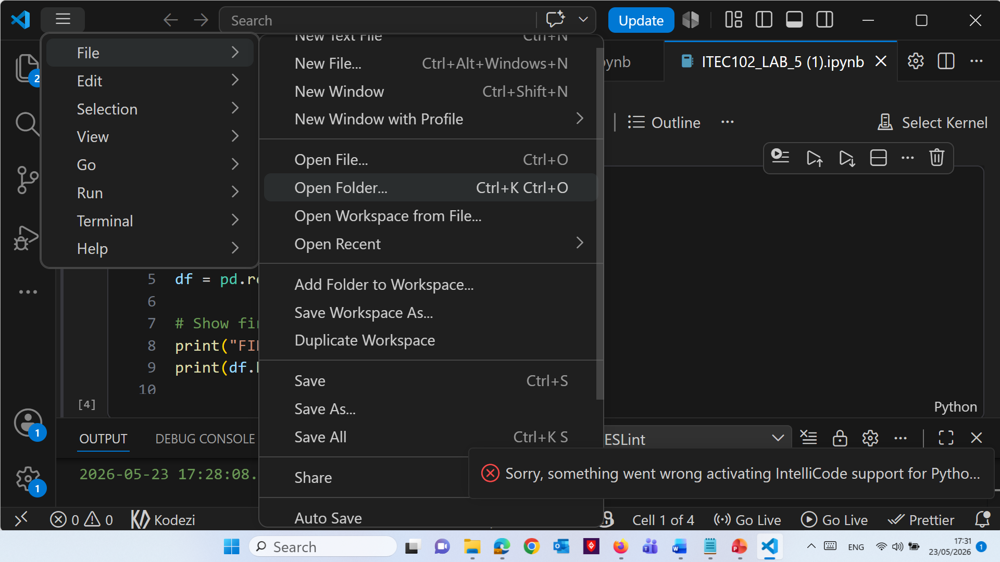 Search
Update
File
Edit
Selection
View
Go
Run
Terminal
Help
New Text File Ctrl+N
New File... Ctrl+Alt+Windows+N
New Window Ctrl+Shift+N
New Window with Profile
Open File... Ctrl+O
Open Folder... Ctrl+K Ctrl+O
Open Workspace from File...
Open Recent
Add Folder to Workspace...
Save Workspace As...
Duplicate Workspace
Save Ctrl+S
Save As...
Save All Ctrl+K S
Share
Auto Save
ynb
ITEC102_LAB_5 (1).ipynb
Outline
Select Kernel
2
5 df = pd.re
6
7 # Show fir
8 print("FI
9 print(df.
10
[4]
Python
1
OUTPUT DEBUG CONSOLE
ESLint
2026-05-23 17:28:08.
1
Sorry, something went wrong activating IntelliCode support for Pytho...
0 0 Kodezi
Cell 1 of 4 Go Live Go Live Prettier
Search
ENG
17:31
23/05/2026
1